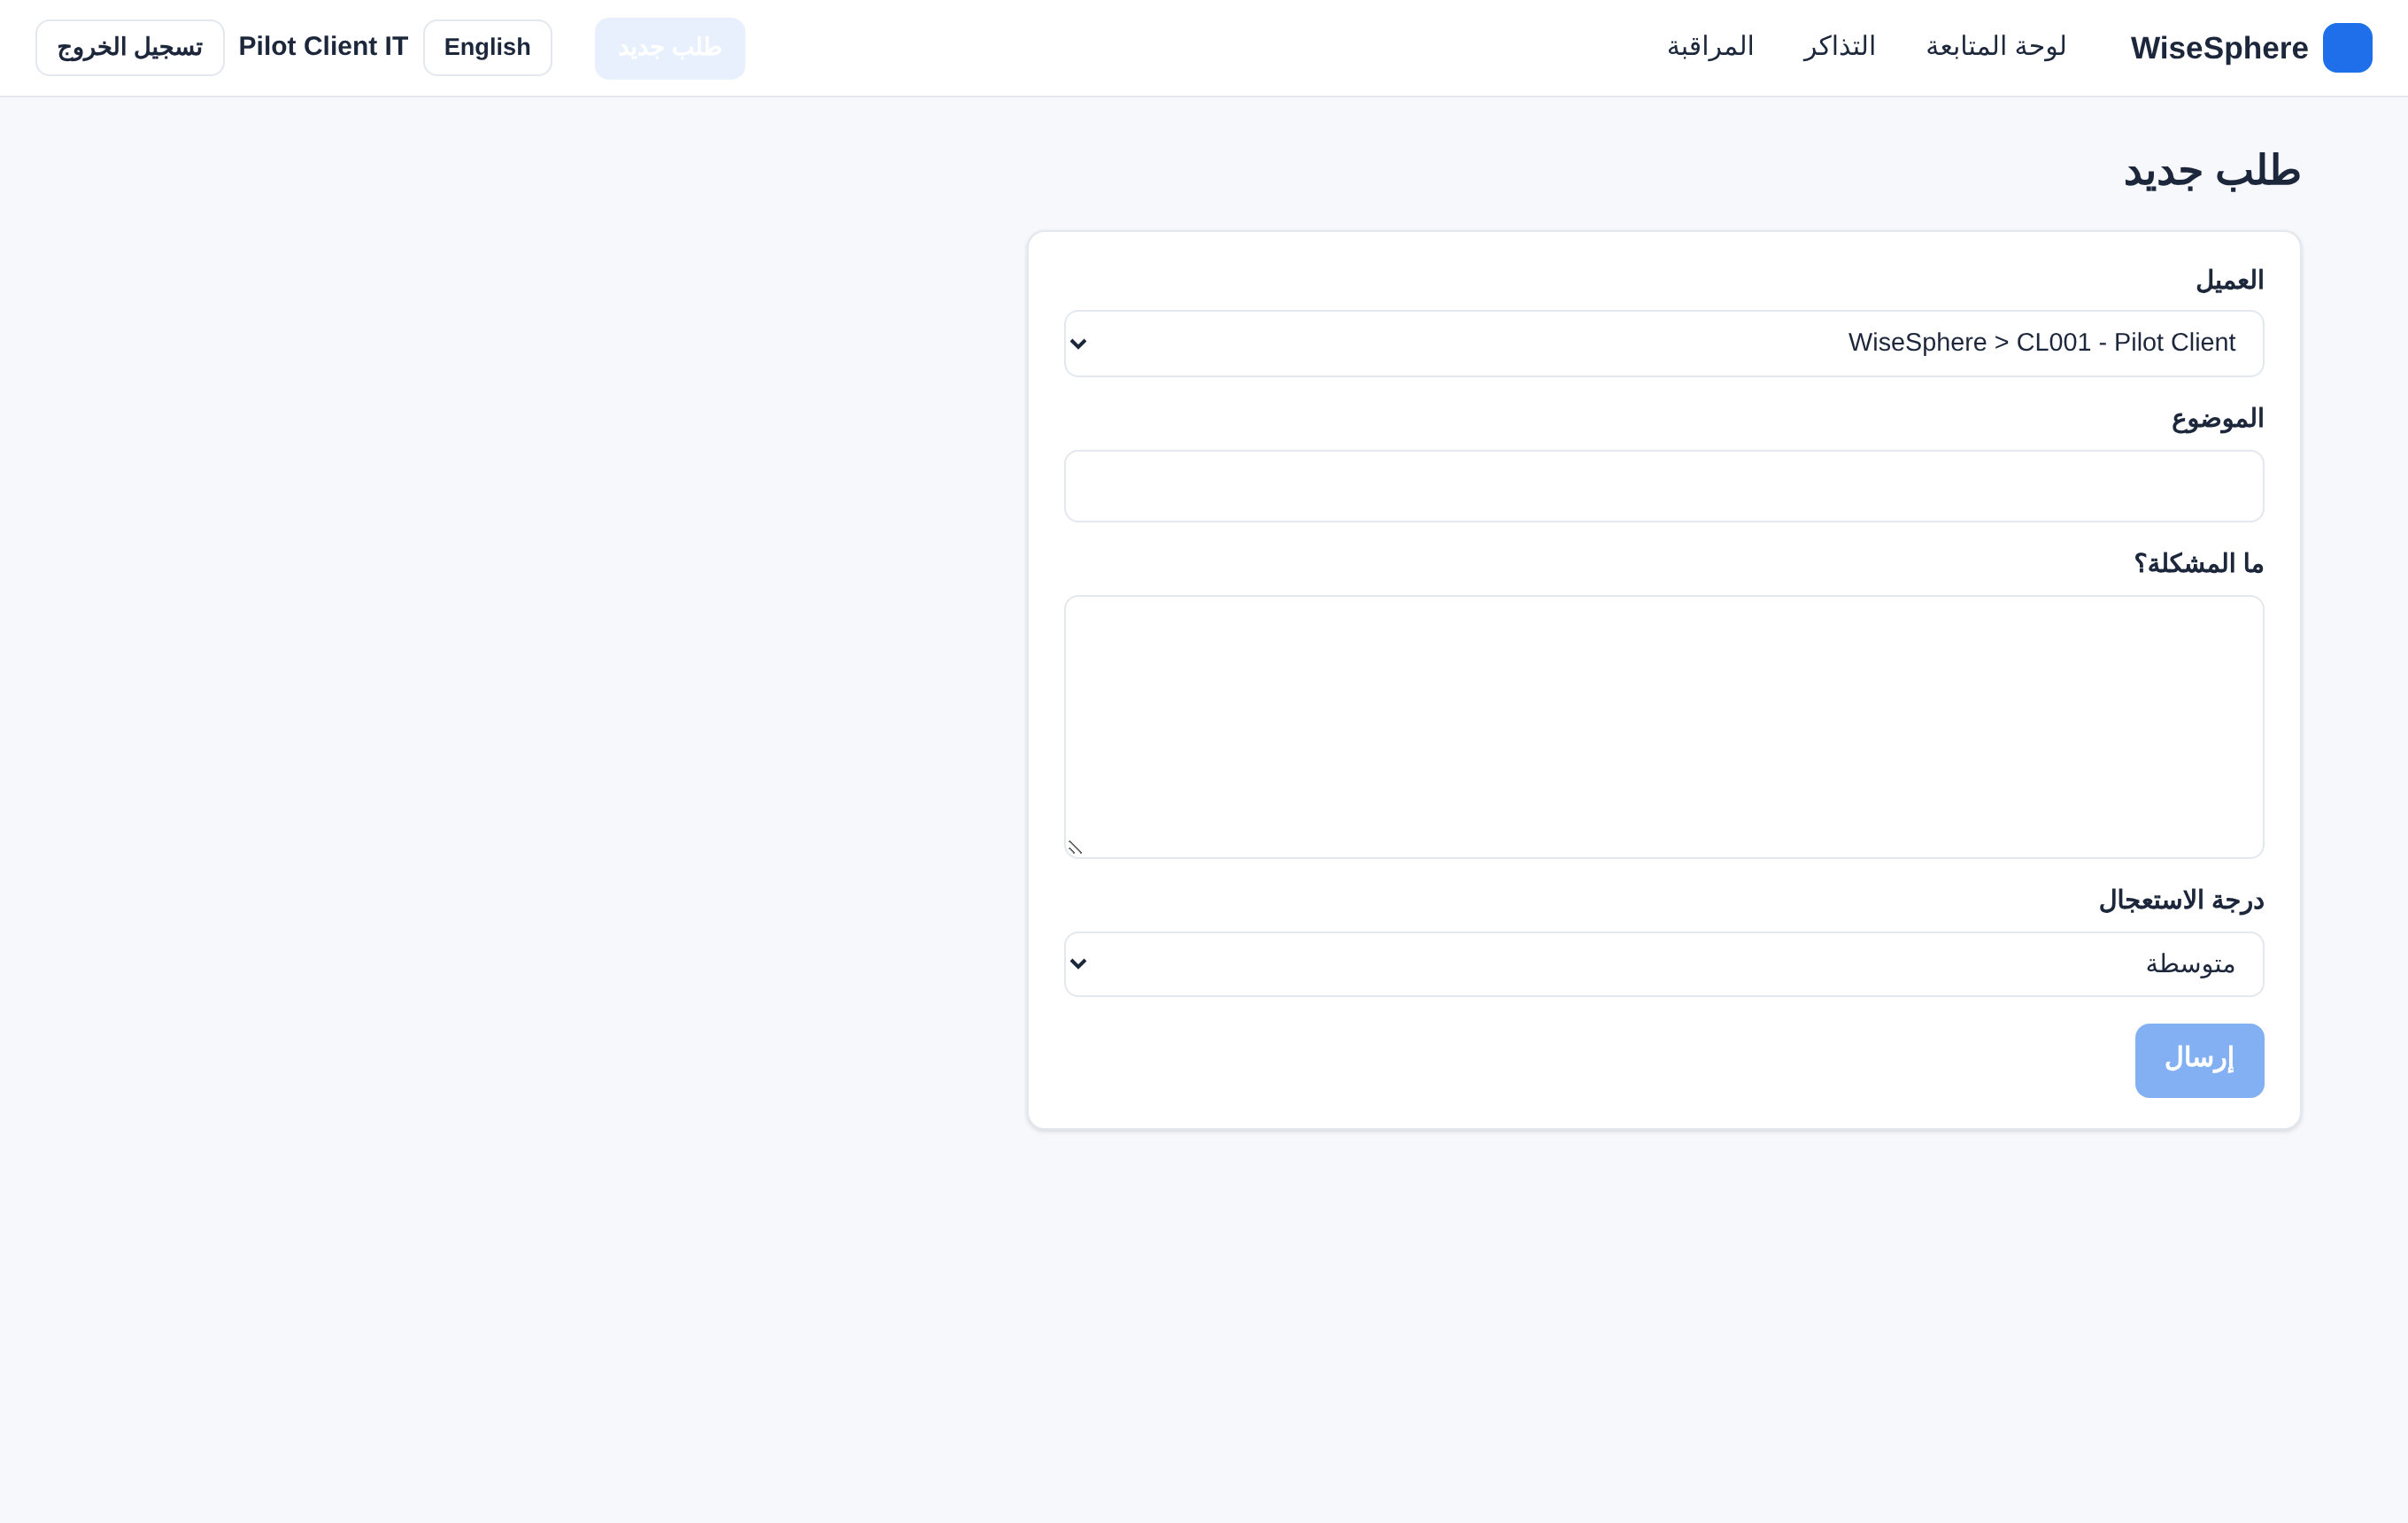 WiseSphere
لوحة المتابعة
التذاكر
المراقبة
طلب جديد
English
Pilot Client IT
تسجيل الخروج
طلب جديد
العميل
WiseSphere > CL001 - Pilot Client
الموضوع
ما المشكلة؟
درجة الاستعجال
متوسطة
إرسال